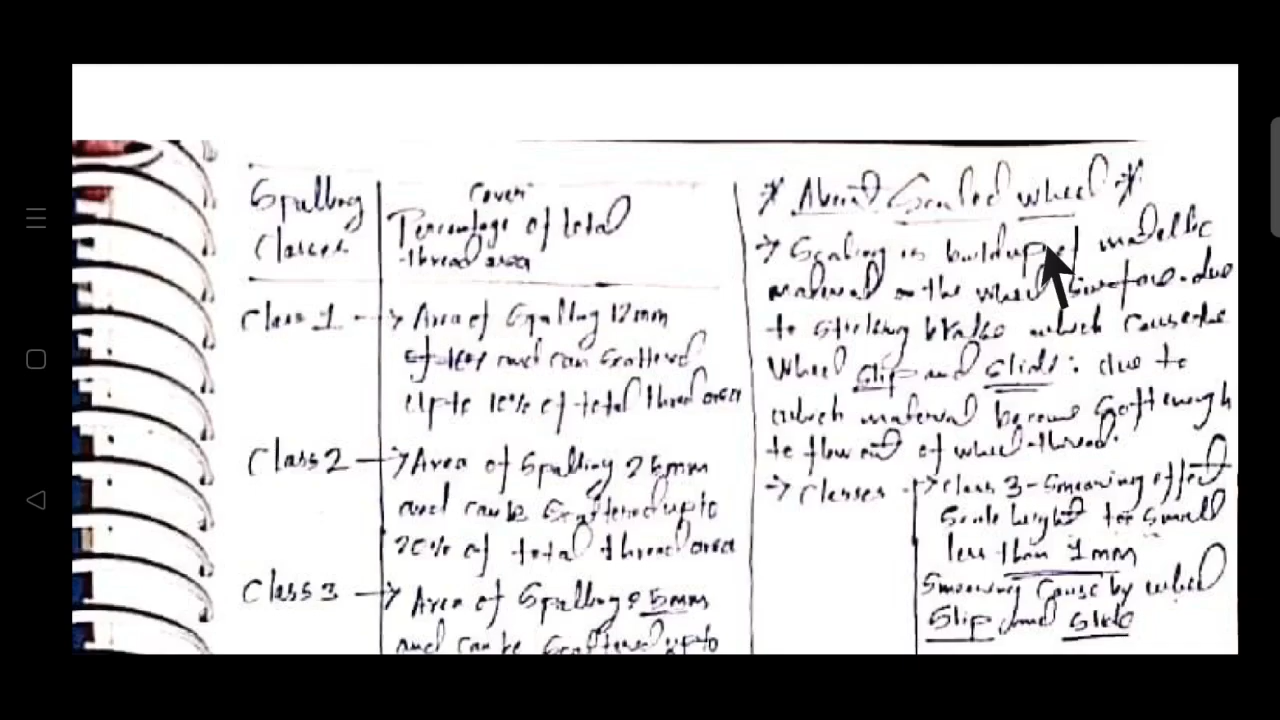 Spalling
Classes
Cover
Percentage of total
thread area
Class 1 → Area of Spalling 12mm
and can Scattered
Upto 10% of total thread area
Class 2 → Area of Spalling 25mm
and can be Scattered upto
20% of total thread area
Class 3 → Area of Spalling 5mm
and can be Scattered upto
* About Scaled wheel *
→ Scaling is buildup of metallic
material on the wheel due
to sticking brake which cause the
wheel slip and slide: due to
which material become soft enough
to flow out of wheel thread.
→ Classes → Class 3 - Smearing effect
Scale height too small
less than 1mm
Smearing cause by wheel
Slip and slide